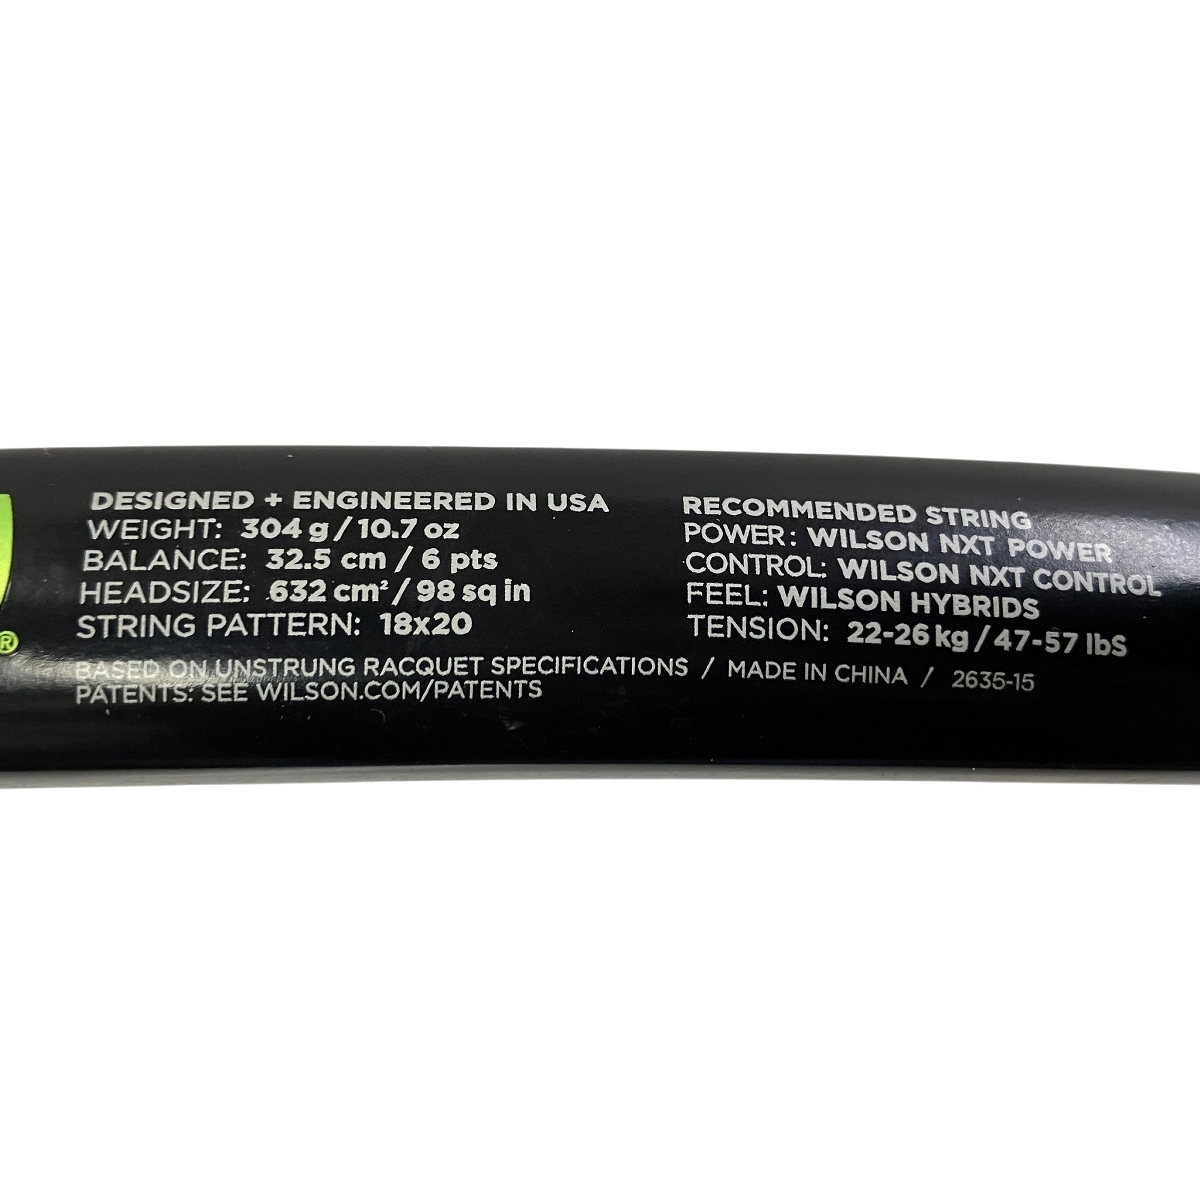 DESIGNED + ENGINEERED IN USA
WEIGHT: 304 g / 10.7 oz
BALANCE: 32.5 cm / 6 pts
HEADSIZE: 632 cm² / 98 sq in
STRING PATTERN: 18x20
RECOMMENDED STRING
POWER: WILSON NXT POWER
CONTROL: WILSON NXT CONTROL
FEEL: WILSON HYBRIDS
TENSION: 22-26 kg / 47-57 lbS
BASED ON UNSTRUNG RACQUET SPECIFICATIONS / MADE IN CHINA / 2635-15
PATENTS: SEE WILSON.COM/PATENTS
®